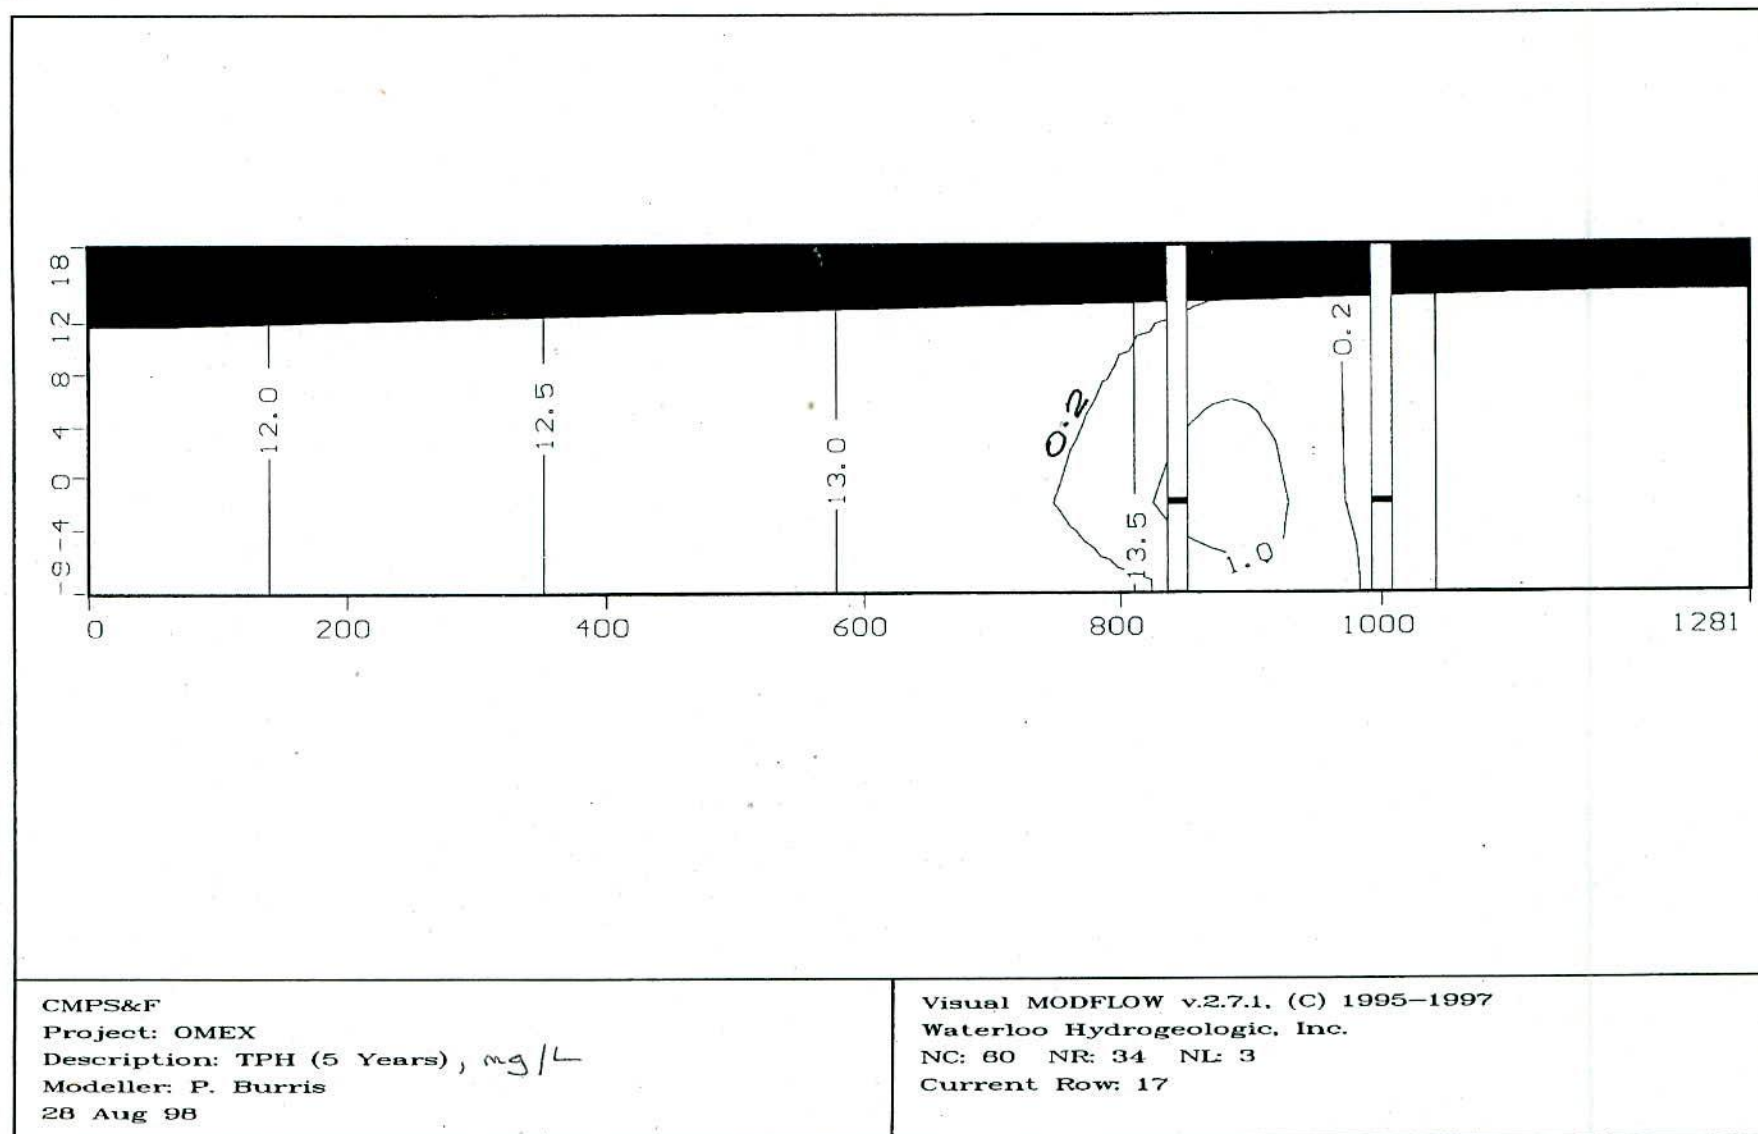 18
12
8
4
0
-4
-9
12.0
12.5
13.0
0.2
13.5
1.0
0.2
0 200 400 600 800 1000 1281
CMPS&F
Project: OMEX
Description: TPH (5 Years), mg/L
Modeller: P. Burris
28 Aug 98
Visual MODFLOW v.2.7.1, (C) 1995-1997
Waterloo Hydrogeologic, Inc.
NC: 60 NR: 34 NL: 3
Current Row: 17